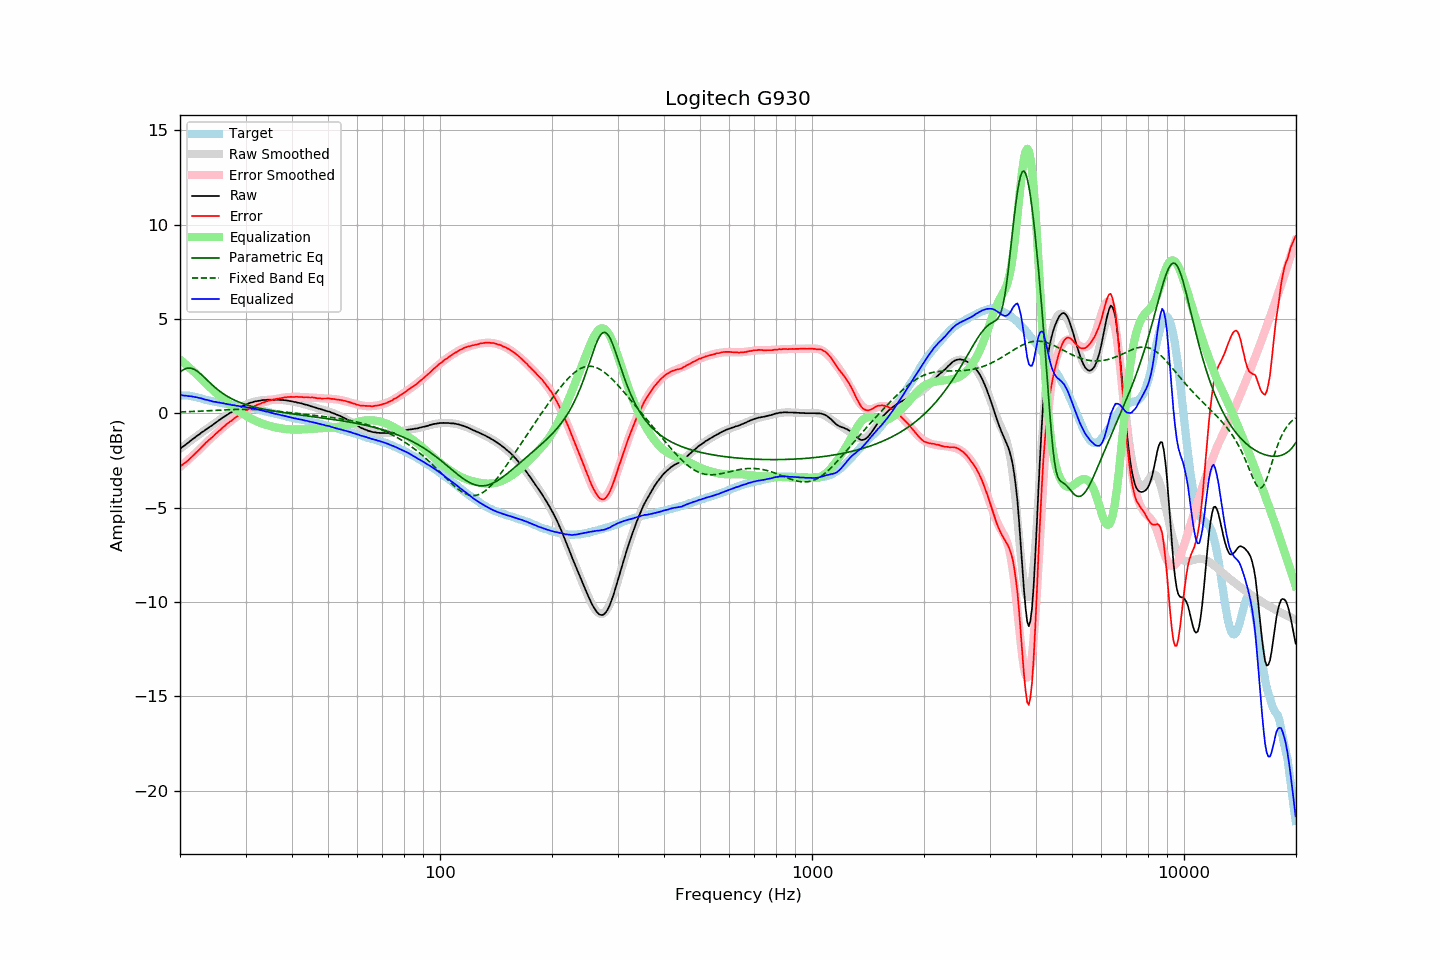 Logitech G930
15
10
5
0
−5
−10
−15
−20
Amplitude (dBr)
Target
Raw Smoothed
Error Smoothed
Raw
Error
Equalization
Parametric Eq
Fixed Band Eq
Equalized
100
1000
10000
Frequency (Hz)